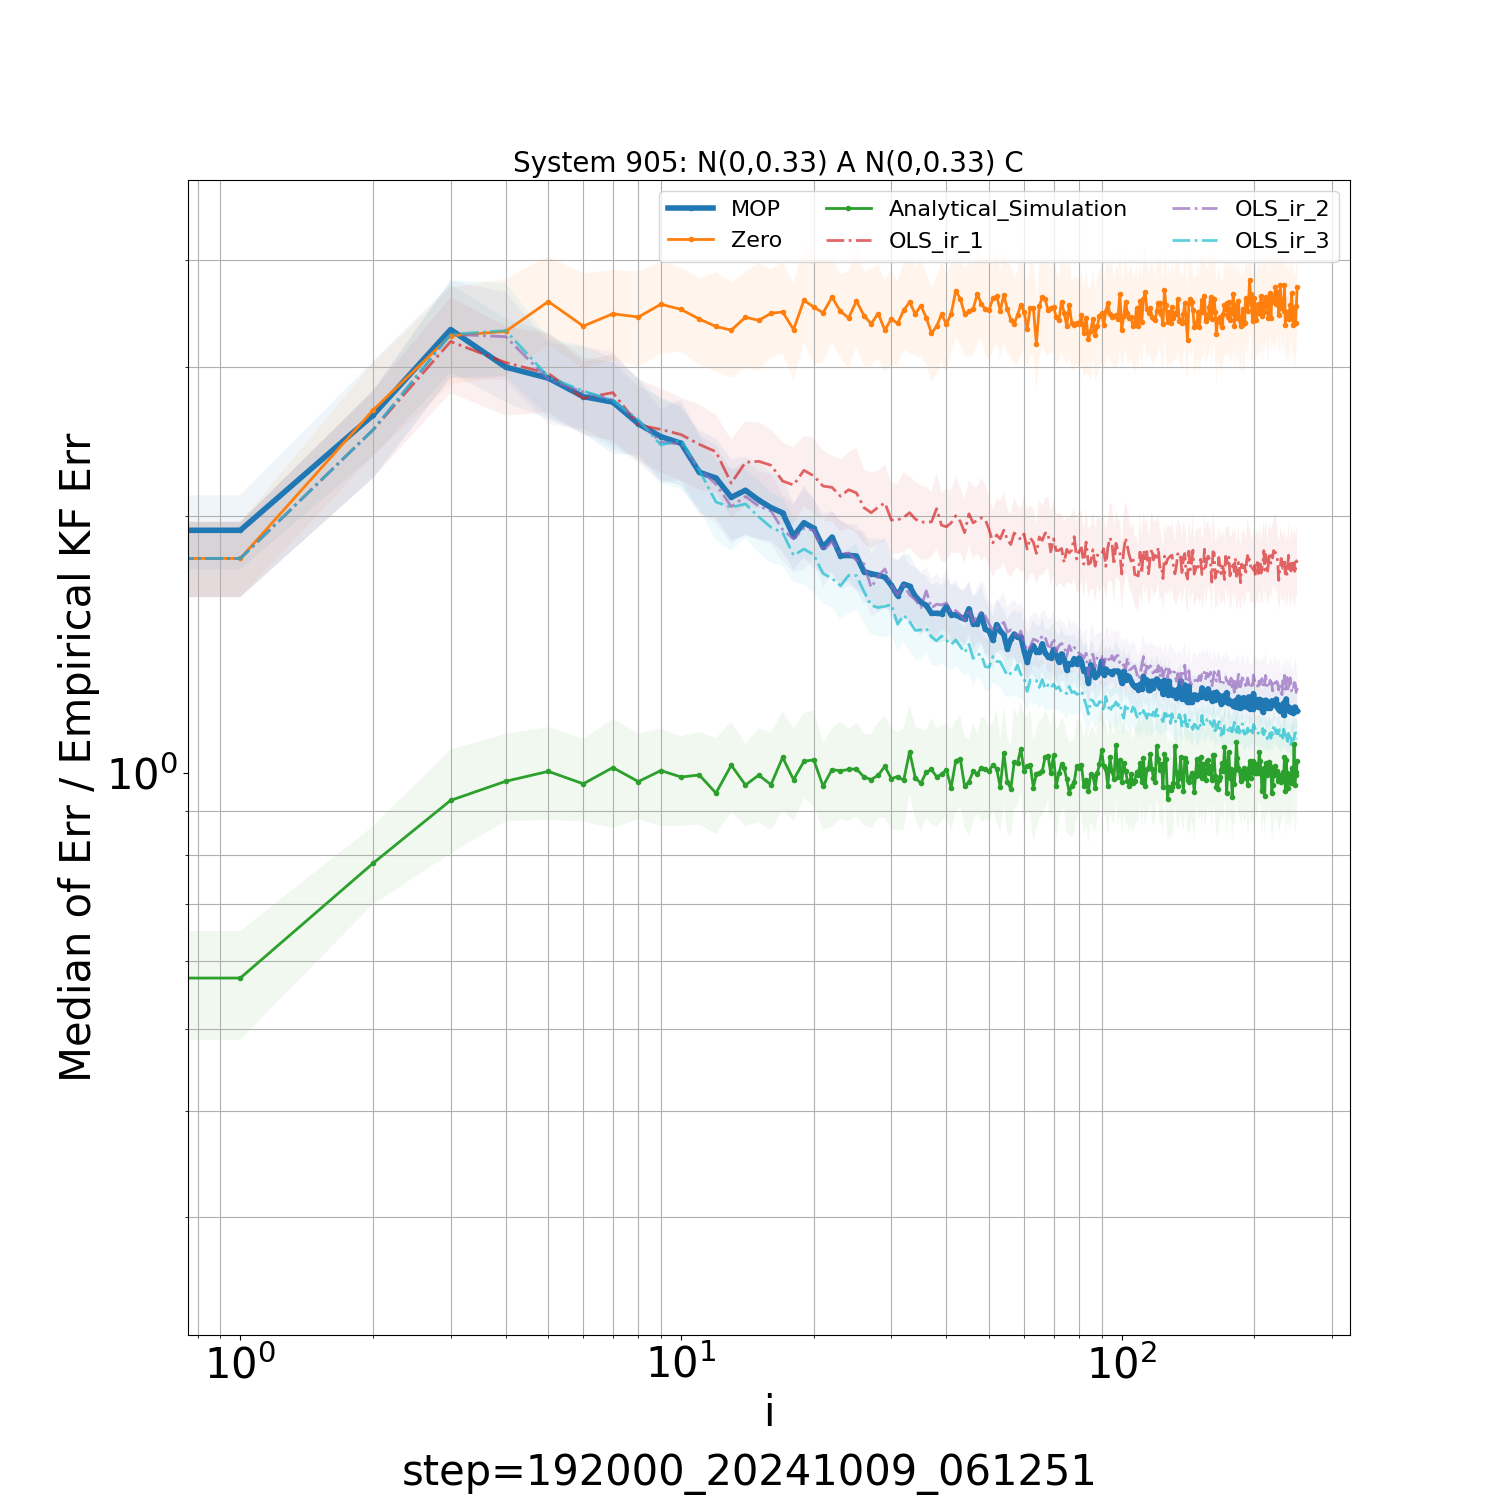 System 905: N(0,0.33) A N(0,0.33) C
MOP
Zero
Analytical_Simulation
OLS_ir_1
OLS_ir_2
OLS_ir_3
Median of Err / Empirical KF Err
10⁰
10⁰ 10¹ 10²
i
step=192000_20241009_061251